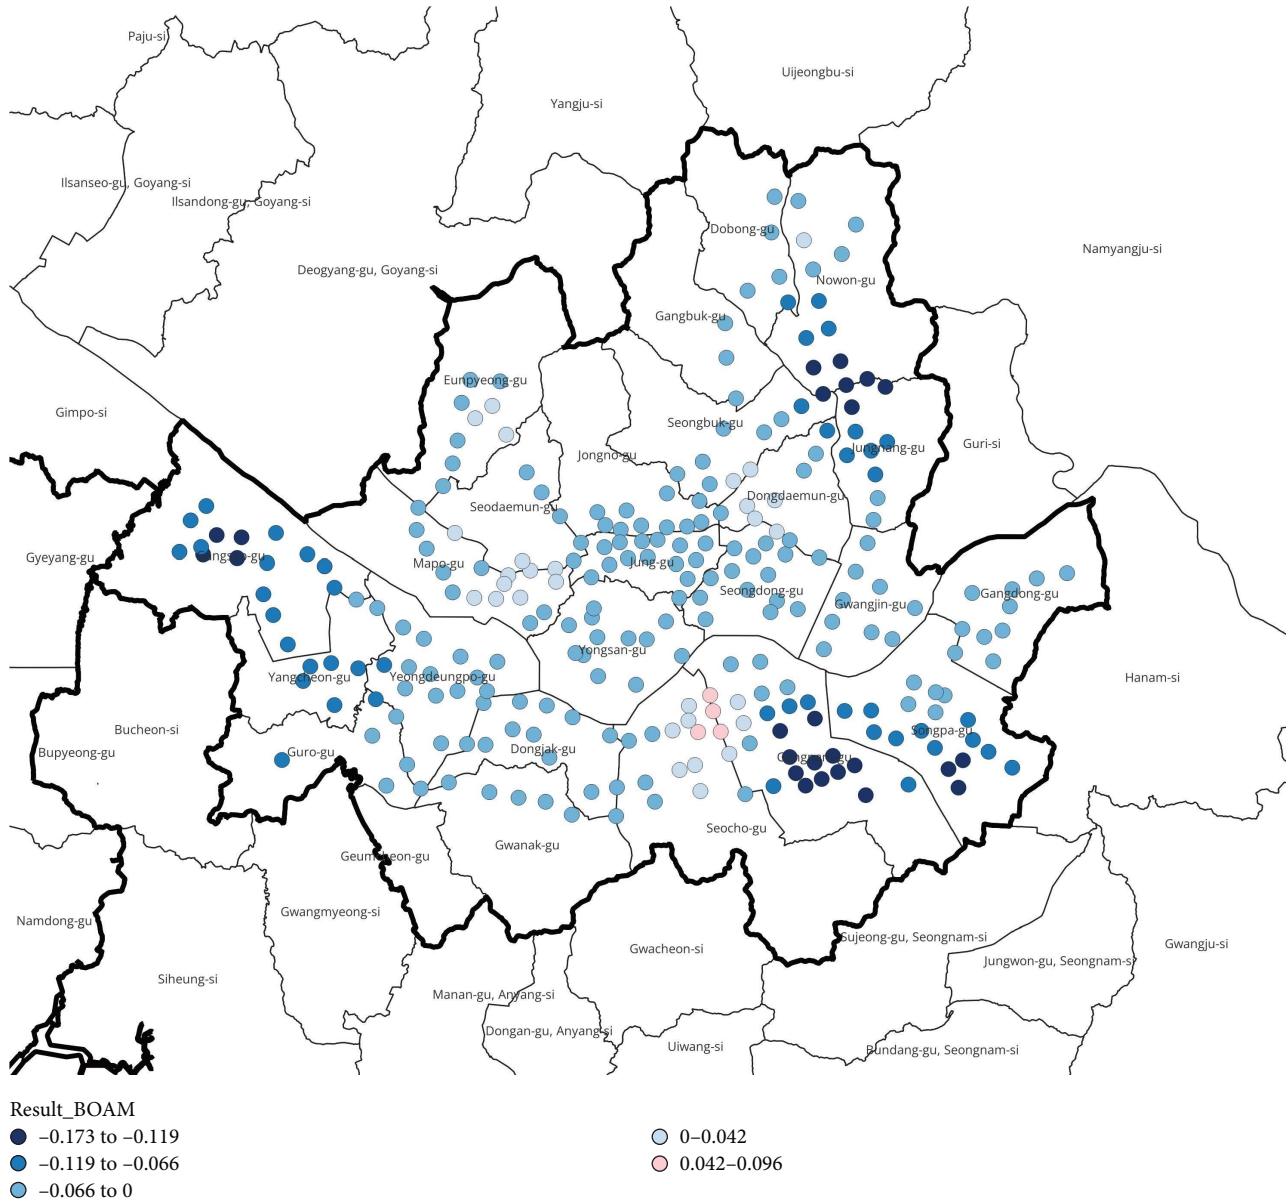 Paju-si
Uijeongbu-si
Yangju-si
Ilsanseo-gu, Goyang-si
Ilsandong-gu, Goyang-si
Dobong-gu
Namyangju-si
Deogyang-gu, Goyang-si
Nowon-gu
Gangbuk-gu
Eunpyeong-gu
Gimpo-si
Seongbuk-gu
Jungnang-gu
Guri-si
Jongno-gu
Dongdaemun-gu
Seodaemun-gu
Gyeyang-gu
Gangseo-gu
Mapo-gu
Jung-gu
Seongdong-gu
Gangdong-gu
Gwangjin-gu
Yongsan-gu
Yangcheon-gu
Yeongdeungpo-gu
Hanam-si
Bucheon-si
Songpa-gu
Bupyeong-gu
Guro-gu
Dongjak-gu
Gangnam-gu
Seocho-gu
Gwanak-gu
Geumcheon-gu
Gwangmyeong-si
Namdong-gu
Gwacheon-si
Sujeong-gu, Seongnam-si
Gwangju-si
Jungwon-gu, Seongnam-s
Siheung-si
Manan-gu, Anyang-si
Dongan-gu, Anyang-si
Uiwang-si
Bundang-gu, Seongnam-si
Result_BOAM
–0.173 to –0.119
–0.119 to –0.066
–0.066 to 0
0–0.042
0.042–0.096